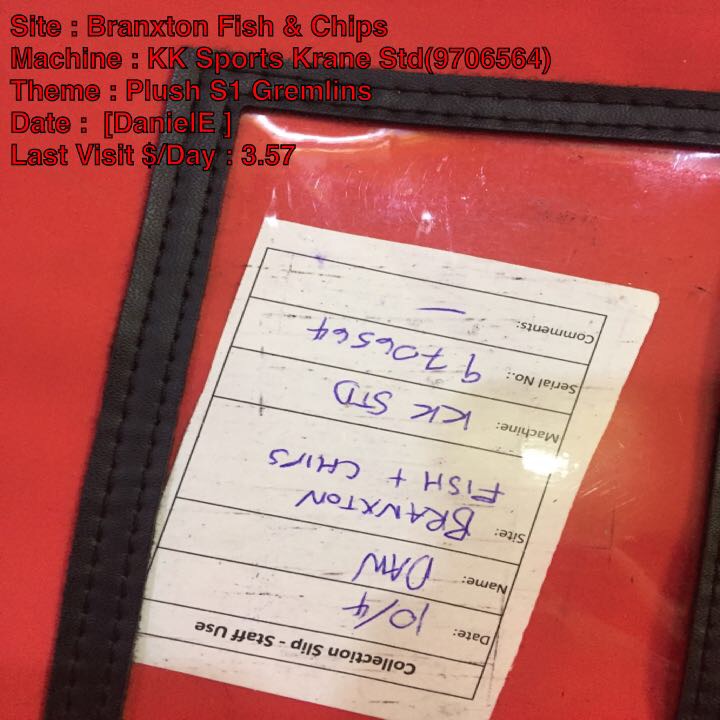 Site : Branxton Fish & Chips
Machine : KK Sports Krane Std(9706564)
Theme : Plush S1 Gremlins
Date :  [DanielE ]
Last Visit $/Day : 3.57
Collection Slip - Staff Use
Date: 10/4
Name: DAN
Site: BRANXTON
FISH + CHIPS
Machine: KK STD
Serial No.: 9706564
Comments: —